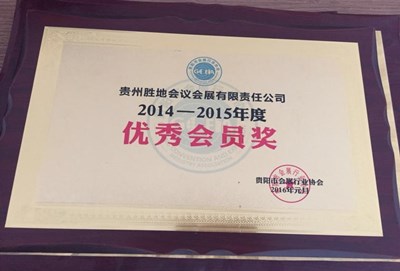 贵州胜地会议会展有限责任公司
2014—2015年度
优秀会员奖
贵阳市会展行业协会
2016年元月